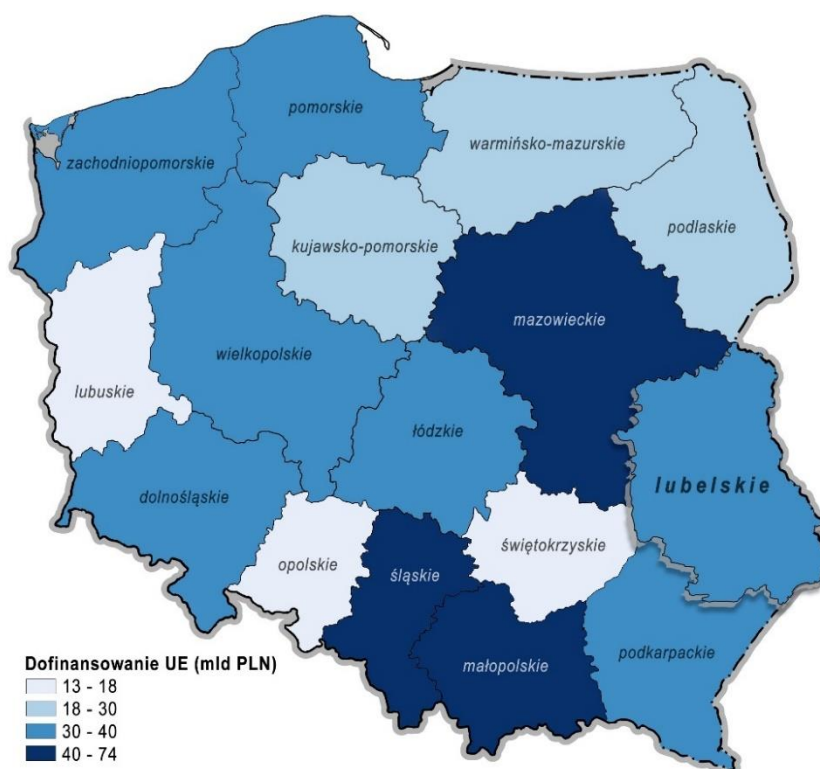 pomorskie
warmińsko-mazurskie
zachodniopomorskie
podlaskie
kujawsko-pomorskie
mazowieckie
wielkopolskie
lubuskie
łódzkie
lubelskie
dolnośląskie
świętokrzyskie
opolskie
śląskie
podkarpackie
małopolskie
Dofinansowanie UE (mld PLN)
13 - 18
18 - 30
30 - 40
40 - 74